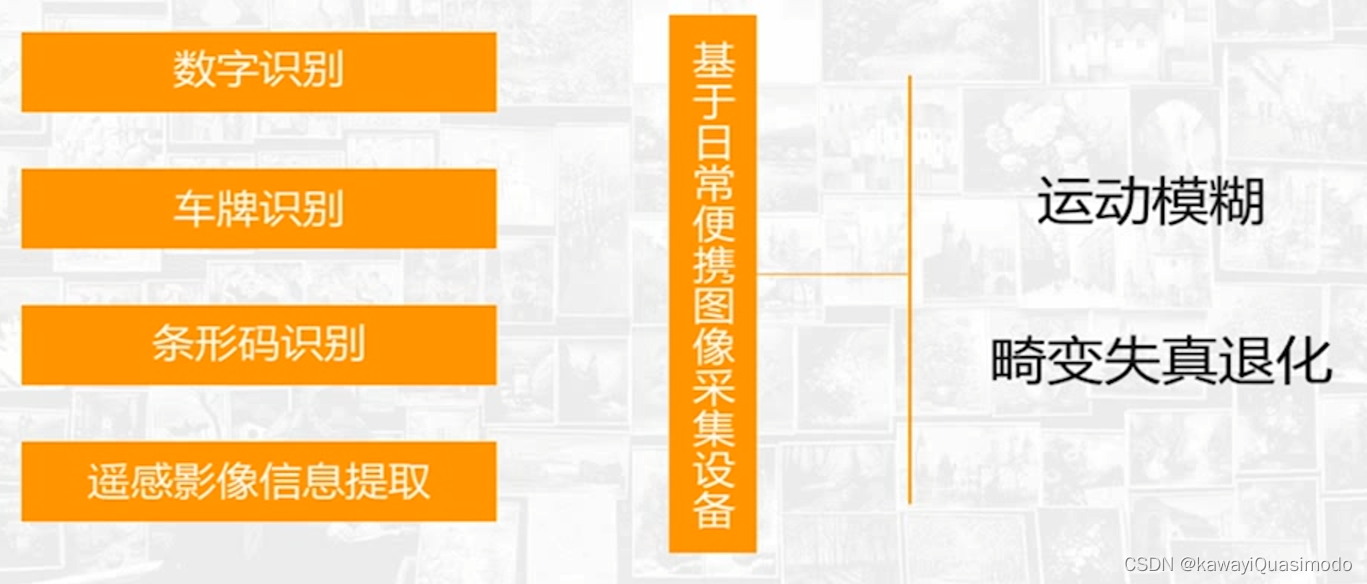 数字识别
车牌识别
条形码识别
遥感影像信息提取
基于日常便携图像采集设备
运动模糊
畸变失真退化
CSDN @kawayiQuasimodo